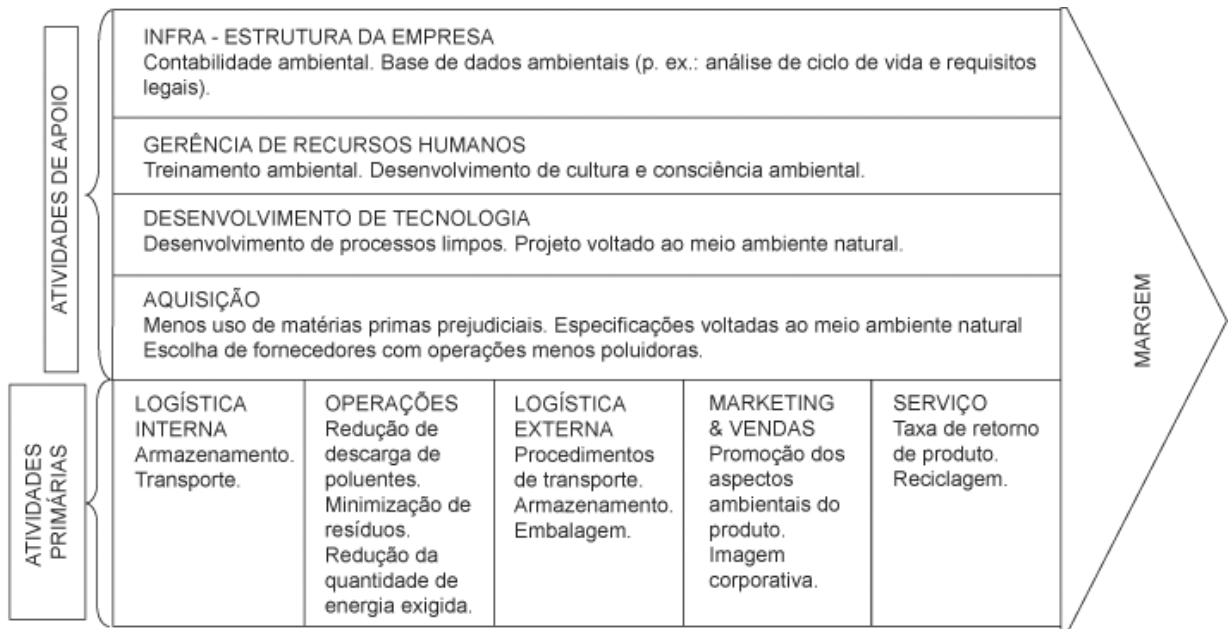 ATIVIDADES DE APOIO
INFRA - ESTRUTURA DA EMPRESA
Contabilidade ambiental. Base de dados ambientais (p. ex.: análise de ciclo de vida e requisitos
legais).
GERÊNCIA DE RECURSOS HUMANOS
Treinamento ambiental. Desenvolvimento de cultura e consciência ambiental.
DESENVOLVIMENTO DE TECNOLOGIA
Desenvolvimento de processos limpos. Projeto voltado ao meio ambiente natural.
AQUISIÇÃO
Menos uso de matérias primas prejudiciais. Especificações voltadas ao meio ambiente natural
Escolha de fornecedores com operações menos poluidoras.
ATIVIDADES
PRIMÁRIAS
LOGÍSTICA
INTERNA
Armazenamento.
Transporte.
OPERAÇÕES
Redução de
descarga de
poluentes.
Minimização de
resíduos.
Redução da
quantidade de
energia exigida.
LOGÍSTICA
EXTERNA
Procedimentos
de transporte.
Armazenamento.
Embalagem.
MARKETING
& VENDAS
Promoção dos
aspectos
ambientais do
produto.
Imagem
corporativa.
SERVIÇO
Taxa de retorno
de produto.
Reciclagem.
MARGEM